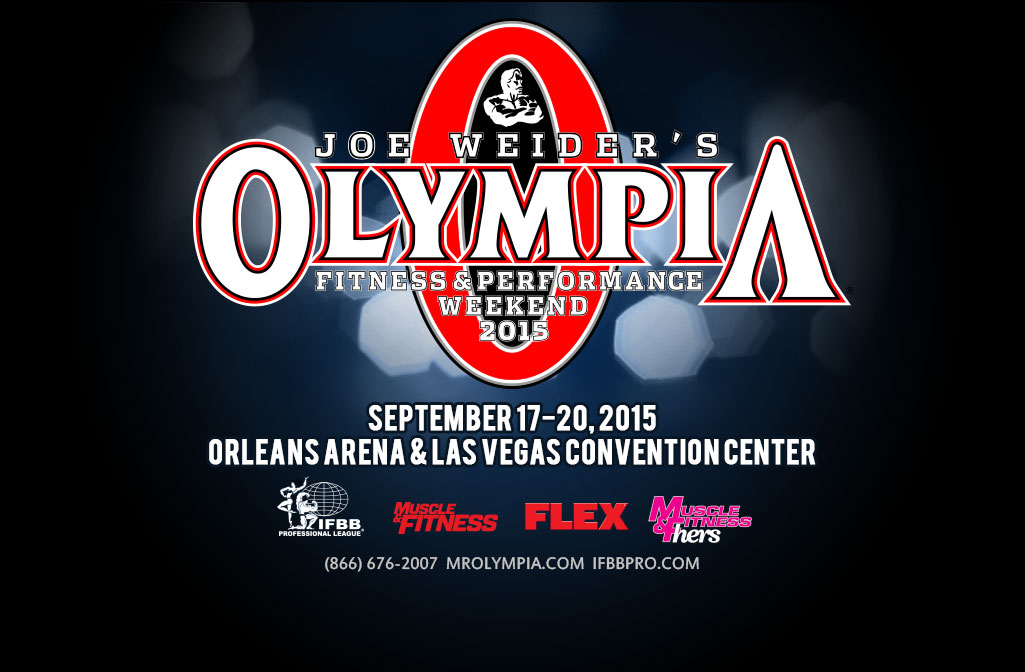 JOE WEIDER'S
OLYMPIA
FITNESS & PERFORMANCE
WEEKEND
2015
SEPTEMBER 17-20, 2015
ORLEANS ARENA & LAS VEGAS CONVENTION CENTER
IFBB
PROFESSIONAL LEAGUE
MUSCLE
& FITNESS
FLEX
MUSCLE
& FITNESS
hers
(866) 676-2007 MROLYMPIA.COM IFBBPRO.COM